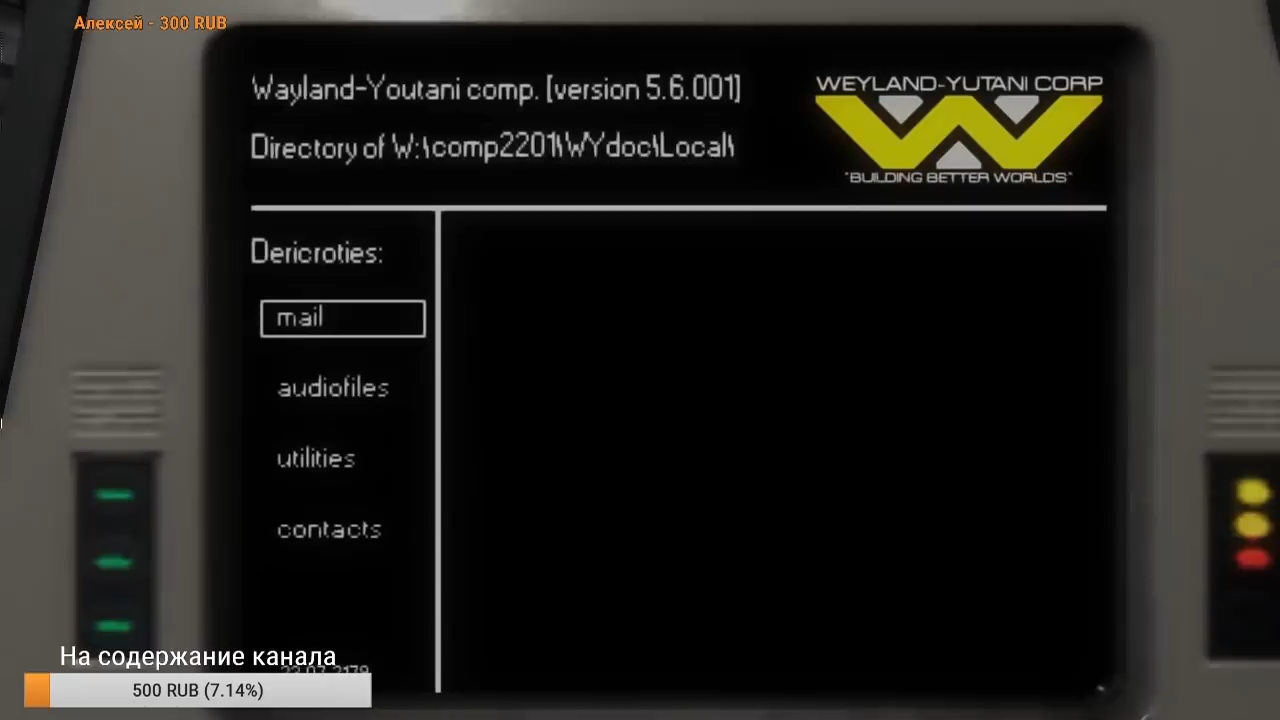 Алексей - 300 RUB
Wayland-Youtani comp. [version 5.6.001]
Directory of W:\comp2201\WYdoc\Local\
WEYLAND-YUTANI CORP
"BUILDING BETTER WORLDS"
Dericroties:
mail
audiofiles
utilities
contacts
На содержание канала
500 RUB (7.14%)